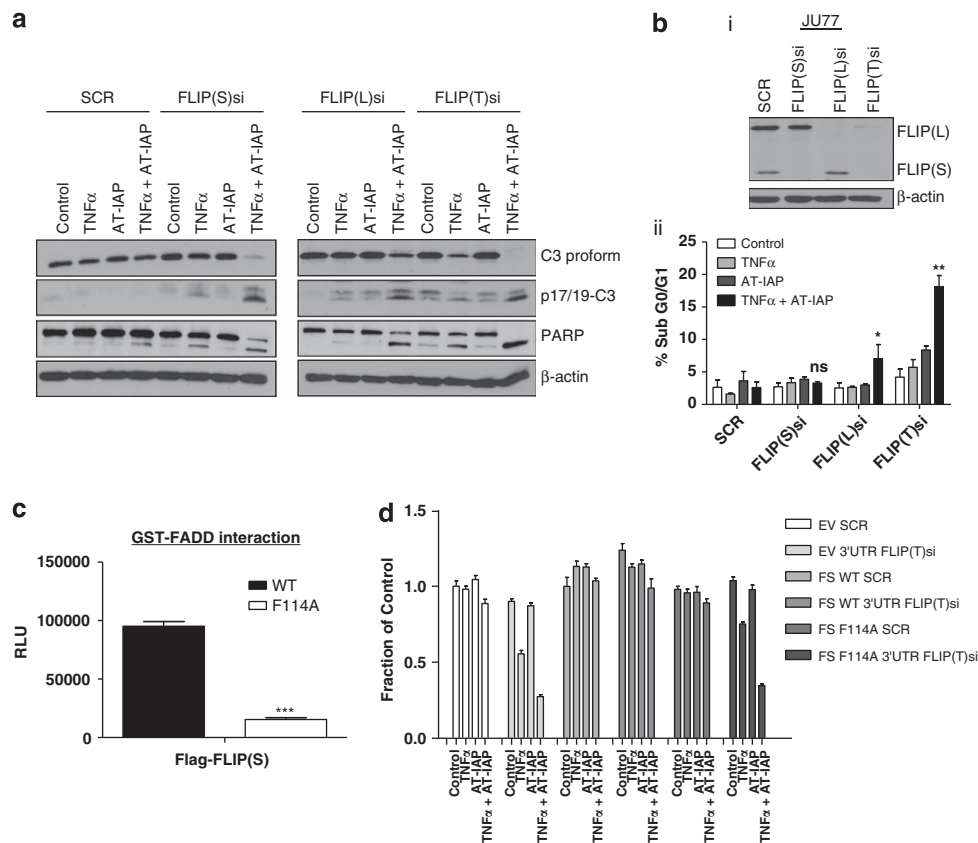 a
SCR
FLIP(S)si
FLIP(L)si
FLIP(T)si
Control
TNFα
AT-IAP
TNFα + AT-IAP
Control
TNFα
AT-IAP
TNFα + AT-IAP
Control
TNFα
AT-IAP
TNFα + AT-IAP
Control
TNFα
AT-IAP
TNFα + AT-IAP
C3 proform
p17/19-C3
PARP
β-actin
b
i
JU77
SCR
FLIP(S)si
FLIP(L)si
FLIP(T)si
FLIP(L)
FLIP(S)
β-actin
ii
% Sub G0/G1
25
20
15
10
5
0
Control
TNFα
AT-IAP
TNFα + AT-IAP
ns
*
**
SCR
FLIP(S)si
FLIP(L)si
FLIP(T)si
c
GST-FADD interaction
RLU
150000
100000
50000
0
WT
F114A
***
Flag-FLIP(S)
d
Fraction of Control
1.5
1.0
0.5
0.0
Control
TNFα
AT-IAP
TNFα + AT-IAP
Control
TNFα
AT-IAP
TNFα + AT-IAP
Control
TNFα
AT-IAP
TNFα + AT-IAP
Control
TNFα
AT-IAP
TNFα + AT-IAP
Control
TNFα
AT-IAP
TNFα + AT-IAP
Control
TNFα
AT-IAP
TNFα + AT-IAP
EV SCR
EV 3'UTR FLIP(T)si
FS WT SCR
FS WT 3'UTR FLIP(T)si
FS F114A SCR
FS F114A 3'UTR FLIP(T)si